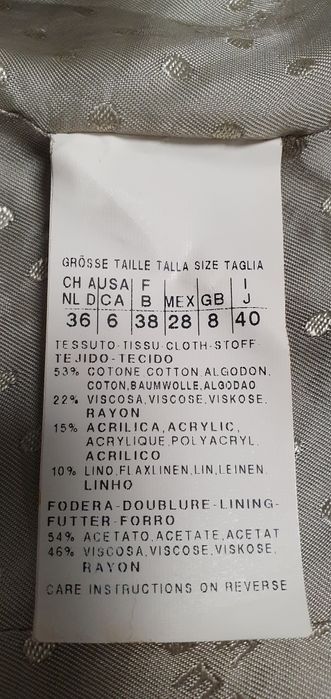 GRÖSSE TAILLE TALLA SIZE TAGLIA
CH A USA F I
NL D CA B MEX GB J
36 6 38 28 8 40
TESSUTO-TISSU-CLOTH-STOFF-
TEJIDO-TECIDO
53% COTONE COTTON, ALGODON,
COTON, BAUMWOLLE, ALGODAO
22% VISCOSA, VISCOSE, VISKOSE,
RAYON
15% ACRILICA, ACRYLIC,
ACRYLIQUE, POLYACRYL,
ACRILICO
10% LINO, FLAXLINEN, LIN, LEINEN,
LINHO
FODERA-DOUBLURE-LINING-
FUTTER-FORRO
54% ACETATO, ACETATE, ACETAT
46% VISCOSA, VISCOSE, VISKOSE,
RAYON
CARE INSTRUCTIONS ON REVERSE